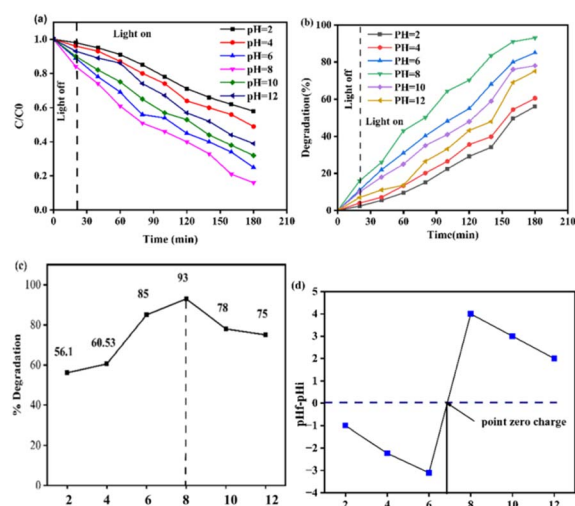 (a)
Light on
Light off
pH=2
pH=4
pH=6
pH=8
pH=10
pH=12
C/C0
1.0
0.8
0.6
0.4
0.2
0.0
0 30 60 90 120 150 180 210
Time (min)
(b)
Light off
Light on
PH=2
PH=4
PH=6
PH=8
PH=10
PH=12
Degradation(%)
100
80
60
40
20
0
0 30 60 90 120 150 180 210
Time(min)
(c)
% Degradation
100
80
60
40
20
0
56.1
60.53
85
93
78
75
2 4 6 8 10 12
(d)
pHf-pHi
5
4
3
2
1
0
−1
−2
−3
−4
point zero charge
2 4 6 8 10 12